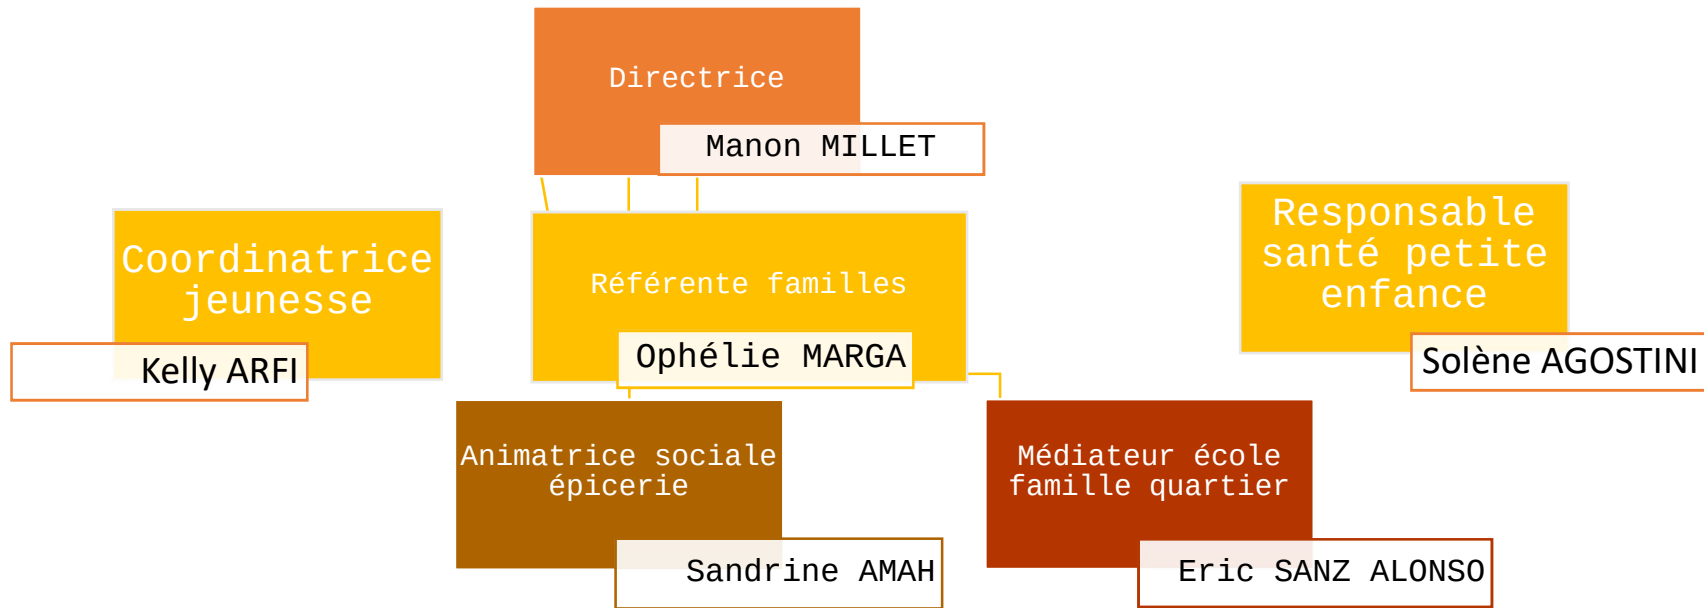 Directrice
Manon MILLET
Coordinatrice
jeunesse
Kelly ARFI
Référente familles
Ophélie MARGA
Responsable
santé petite
enfance
Solène AGOSTINI
Animatrice sociale
épicerie
Sandrine AMAH
Médiateur école
famille quartier
Eric SANZ ALONSO